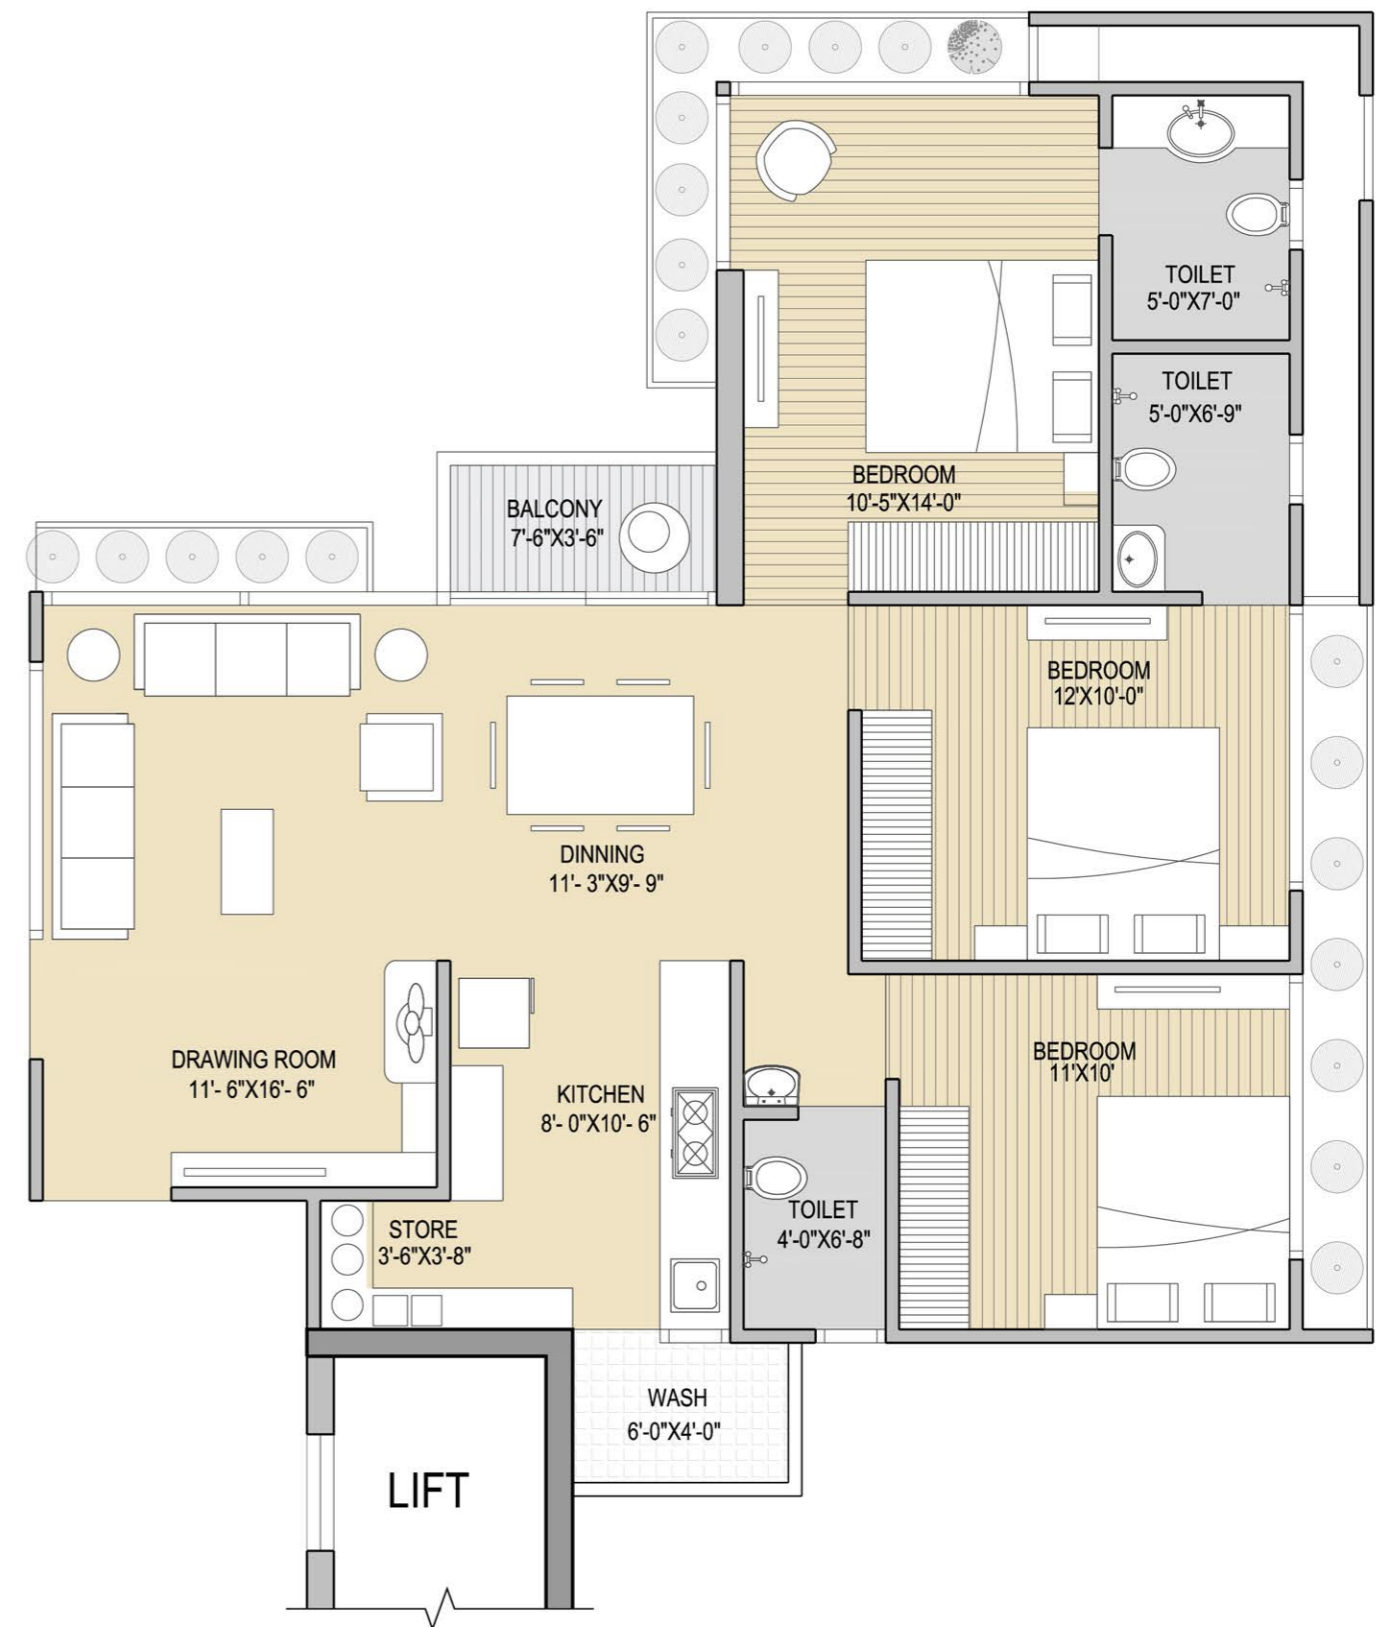 TOILET
5'-0"X7'-0"
TOILET
5'-0"X6'-9"
BEDROOM
10'-5"X14'-0"
BALCONY
7'-6"X3'-6"
BEDROOM
12'X10'-0"
DINNING
11'- 3"X9'- 9"
DRAWING ROOM
11'- 6"X16'- 6"
BEDROOM
11'X10'
KITCHEN
8'- 0"X10'- 6"
TOILET
4'-0"X6'-8"
STORE
3'-6"X3'-8"
WASH
6'-0"X4'-0"
LIFT